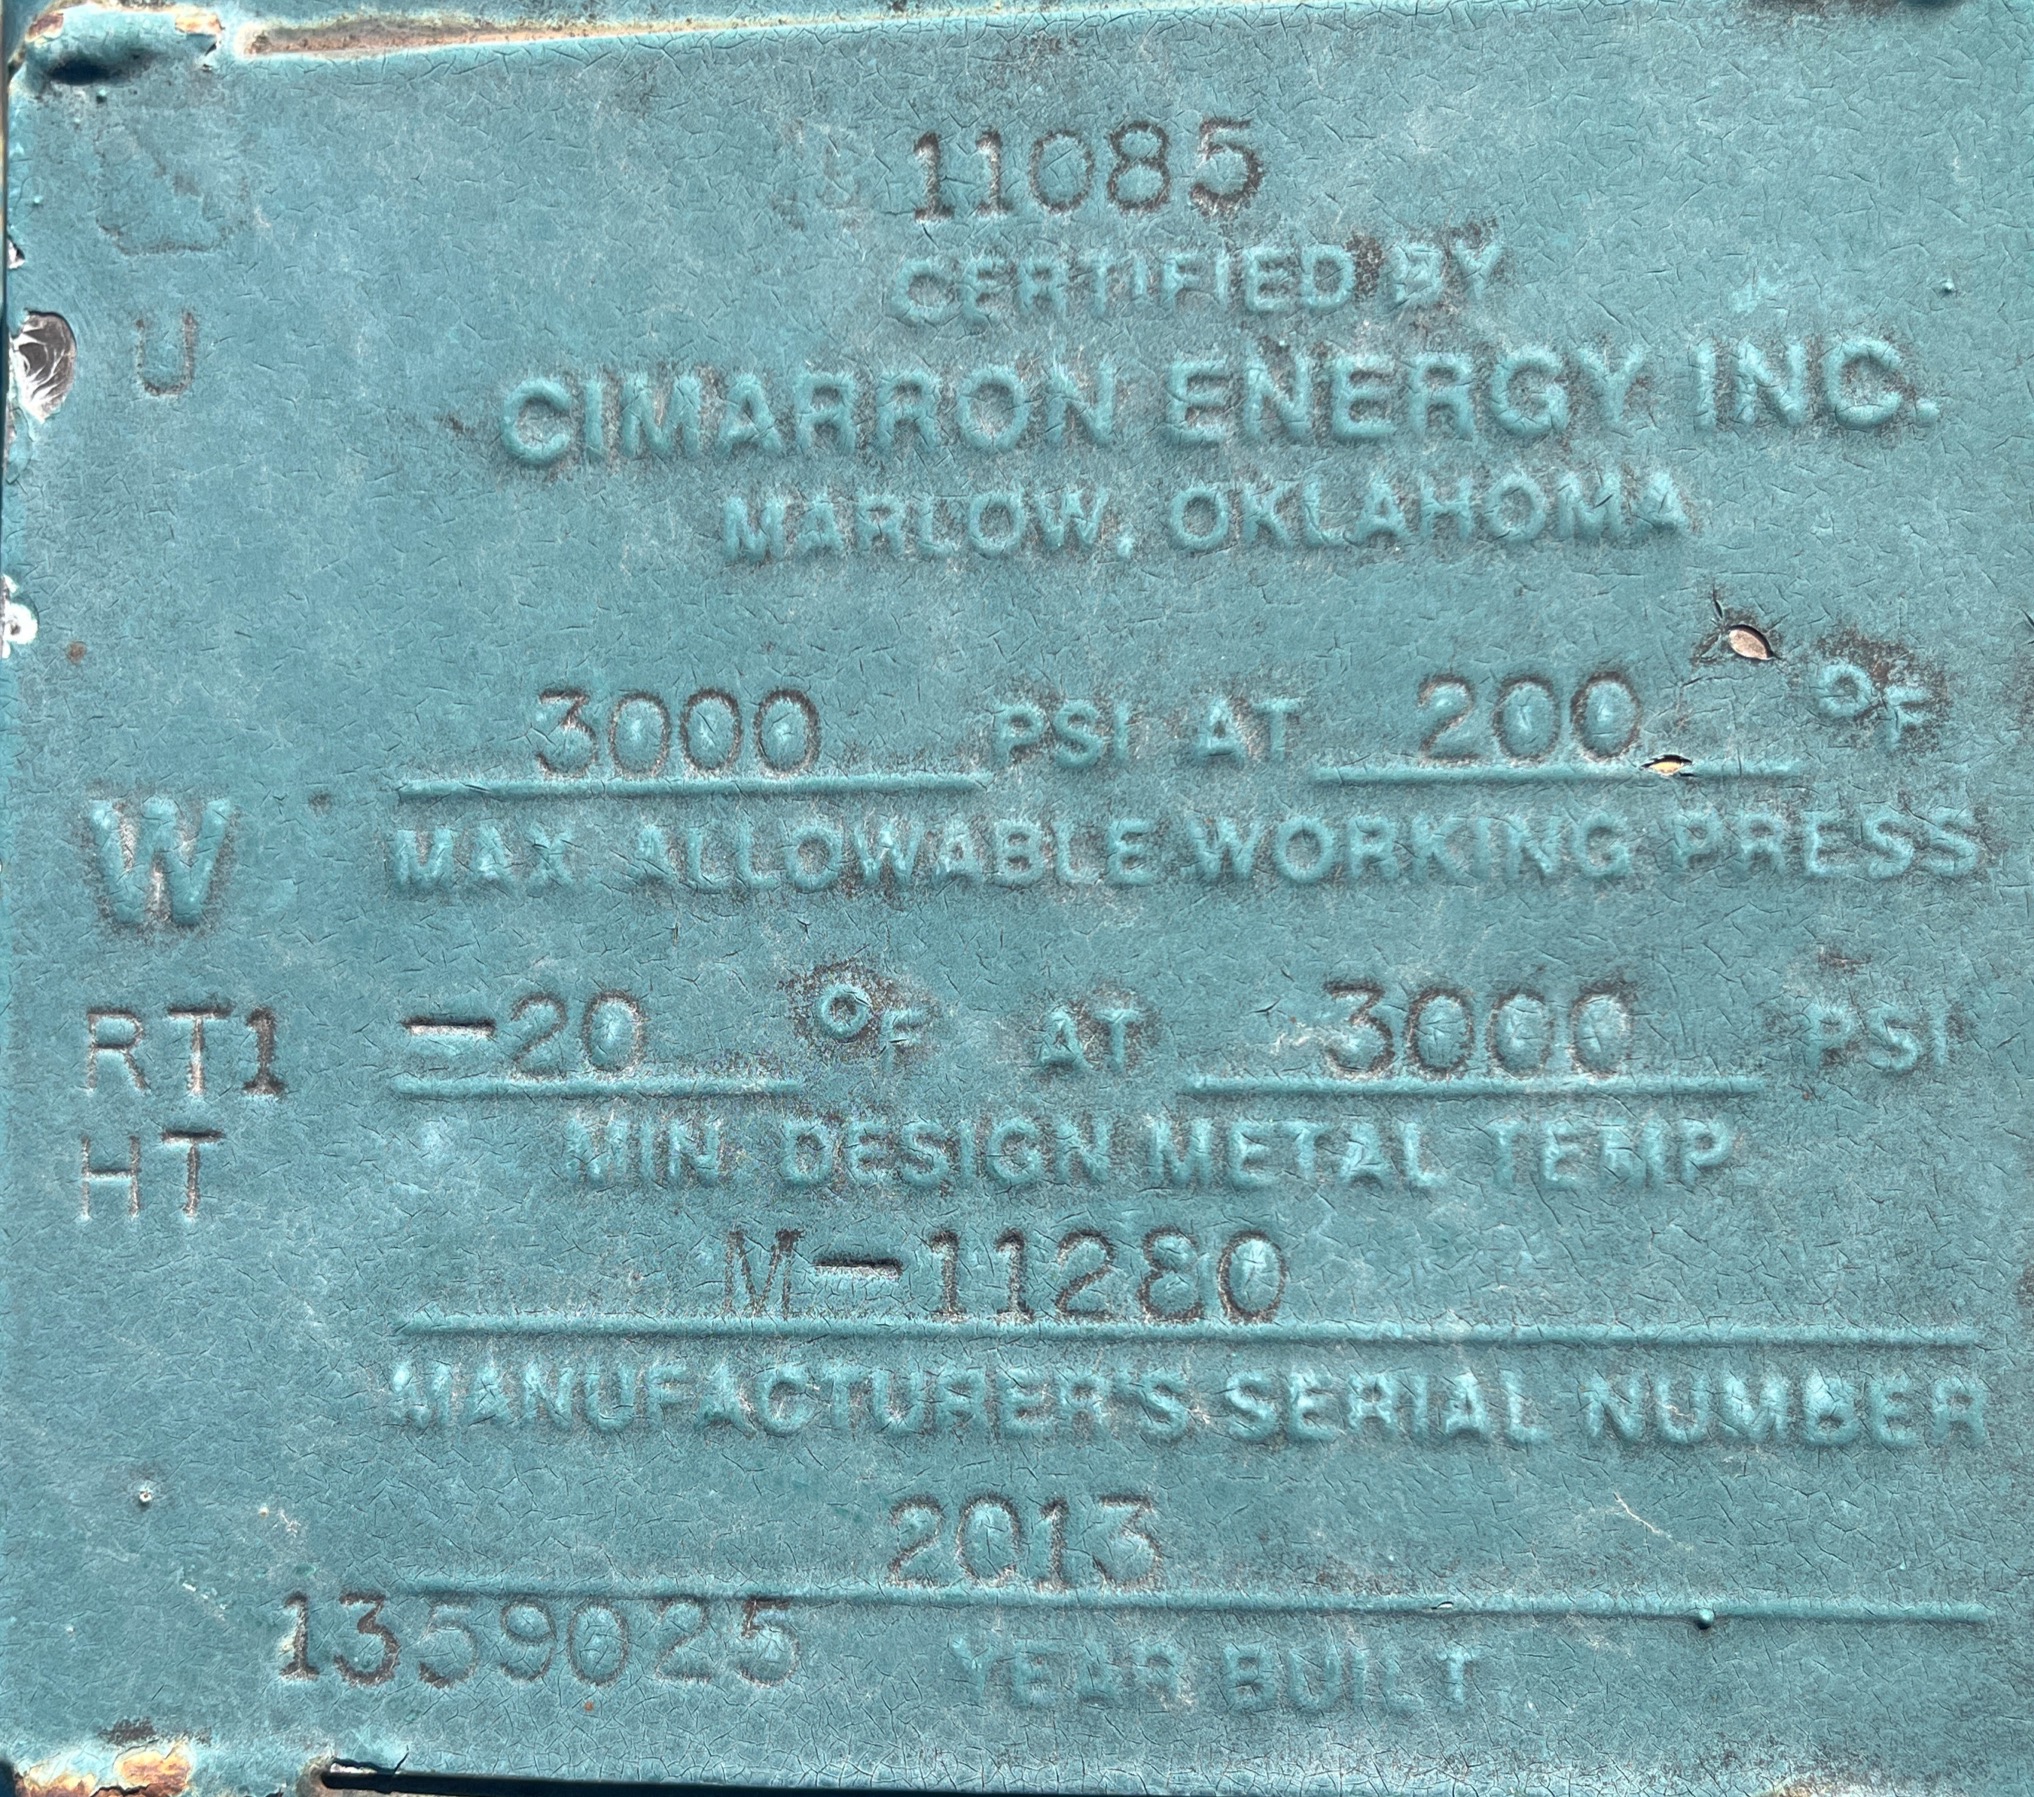 11085
CERTIFIED BY
U
CIMARRON ENERGY INC.
MARLOW, OKLAHOMA
3000 PSI AT 200 °F
W MAX ALLOWABLE WORKING PRESS
RT1 -20 °F AT 3000 PSI
HT MIN. DESIGN METAL TEMP
M-11280
MANUFACTURER'S SERIAL NUMBER
2013
1359025 YEAR BUILT